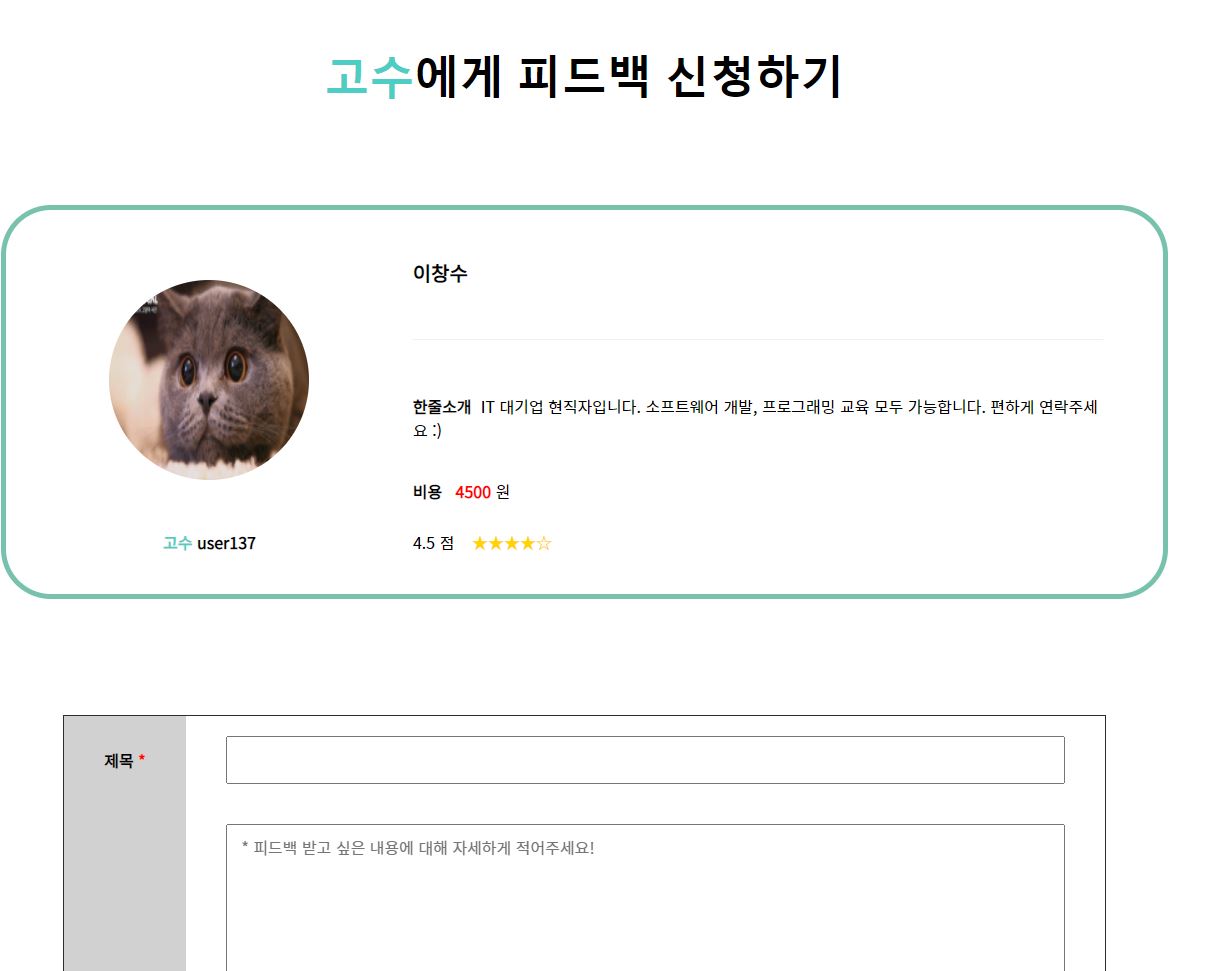 고수에게 피드백 신청하기
이창수
한줄소개 IT 대기업 현직자입니다. 소프트웨어 개발, 프로그래밍 교육 모두 가능합니다. 편하게 연락주세
요 :)
비용 4500 원
고수 user137
4.5 점 ★★★★☆
제목 *
* 피드백 받고 싶은 내용에 대해 자세하게 적어주세요!